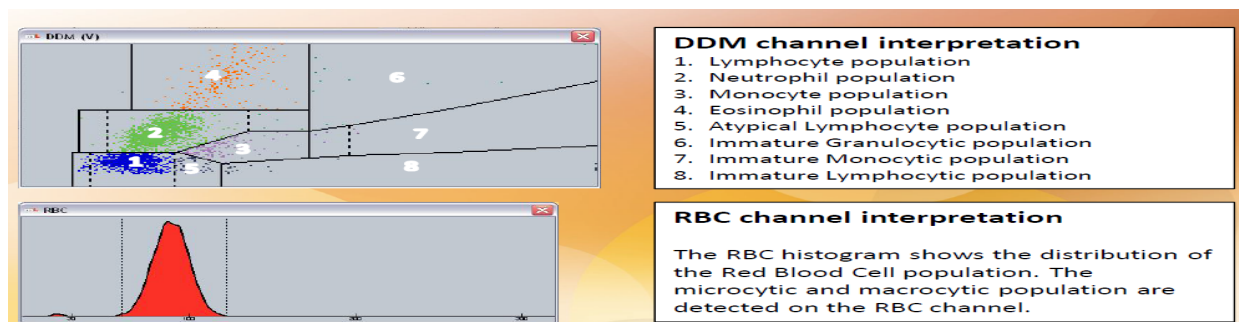 DDM (V)
4
6
2
7
3
1
5
8
DDM channel interpretation
1. Lymphocyte population
2. Neutrophil population
3. Monocyte population
4. Eosinophil population
5. Atypical Lymphocyte population
6. Immature Granulocytic population
7. Immature Monocytic population
8. Immature Lymphocytic population
RBC
100
200
300
RBC channel interpretation
The RBC histogram shows the distribution of
the Red Blood Cell population. The
microcytic and macrocytic population are
detected on the RBC channel.